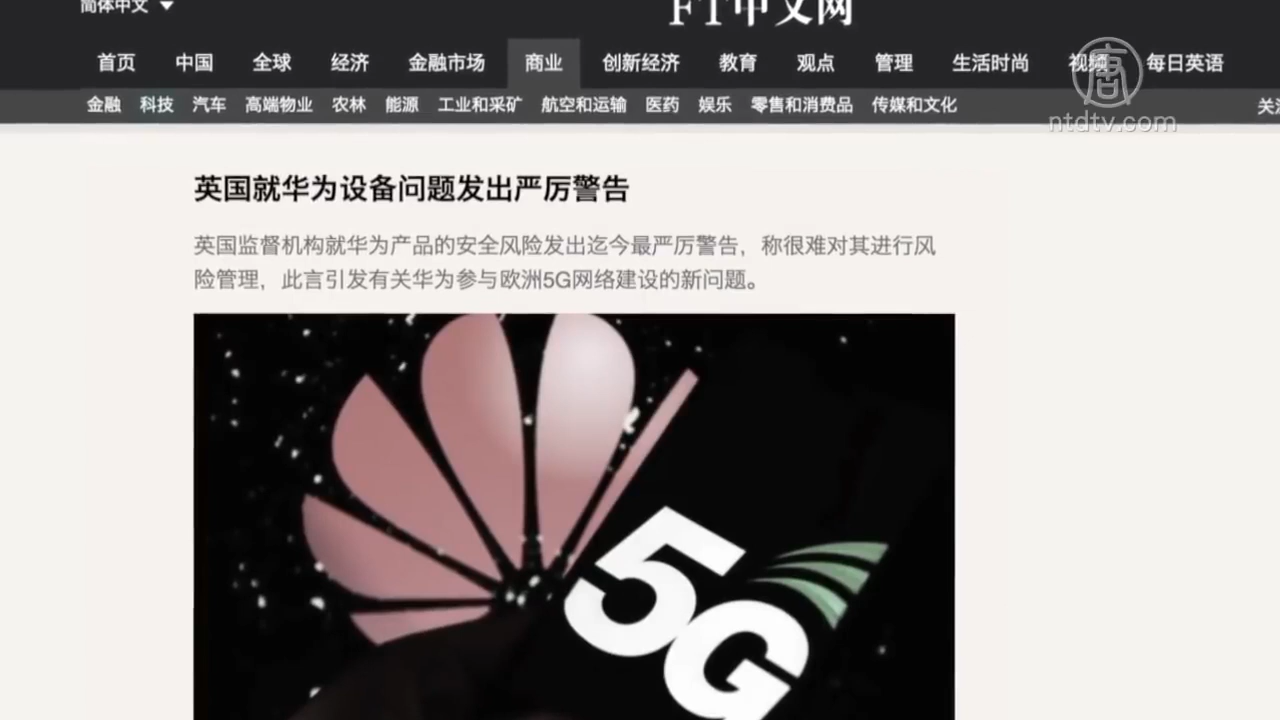 简体中文
FT中文网
首页 中国 全球 经济 金融市场 商业 创新经济 教育 观点 管理 生活时尚 视频 每日英语
金融 科技 汽车 高端物业 农林 能源 工业和采矿 航空和运输 医药 娱乐 零售和消费品 传媒和文化 关注
唐
ntdtv.com
英国就华为设备问题发出严厉警告
英国监督机构就华为产品的安全风险发出迄今最严厉警告，称很难对其进行风
险管理，此言引发有关华为参与欧洲5G网络建设的新问题。
5G